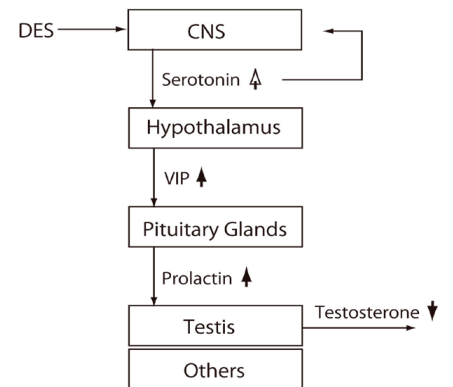 DES
CNS
Serotonin
Hypothalamus
VIP
Pituitary Glands
Prolactin
Testosterone
Testis
Others